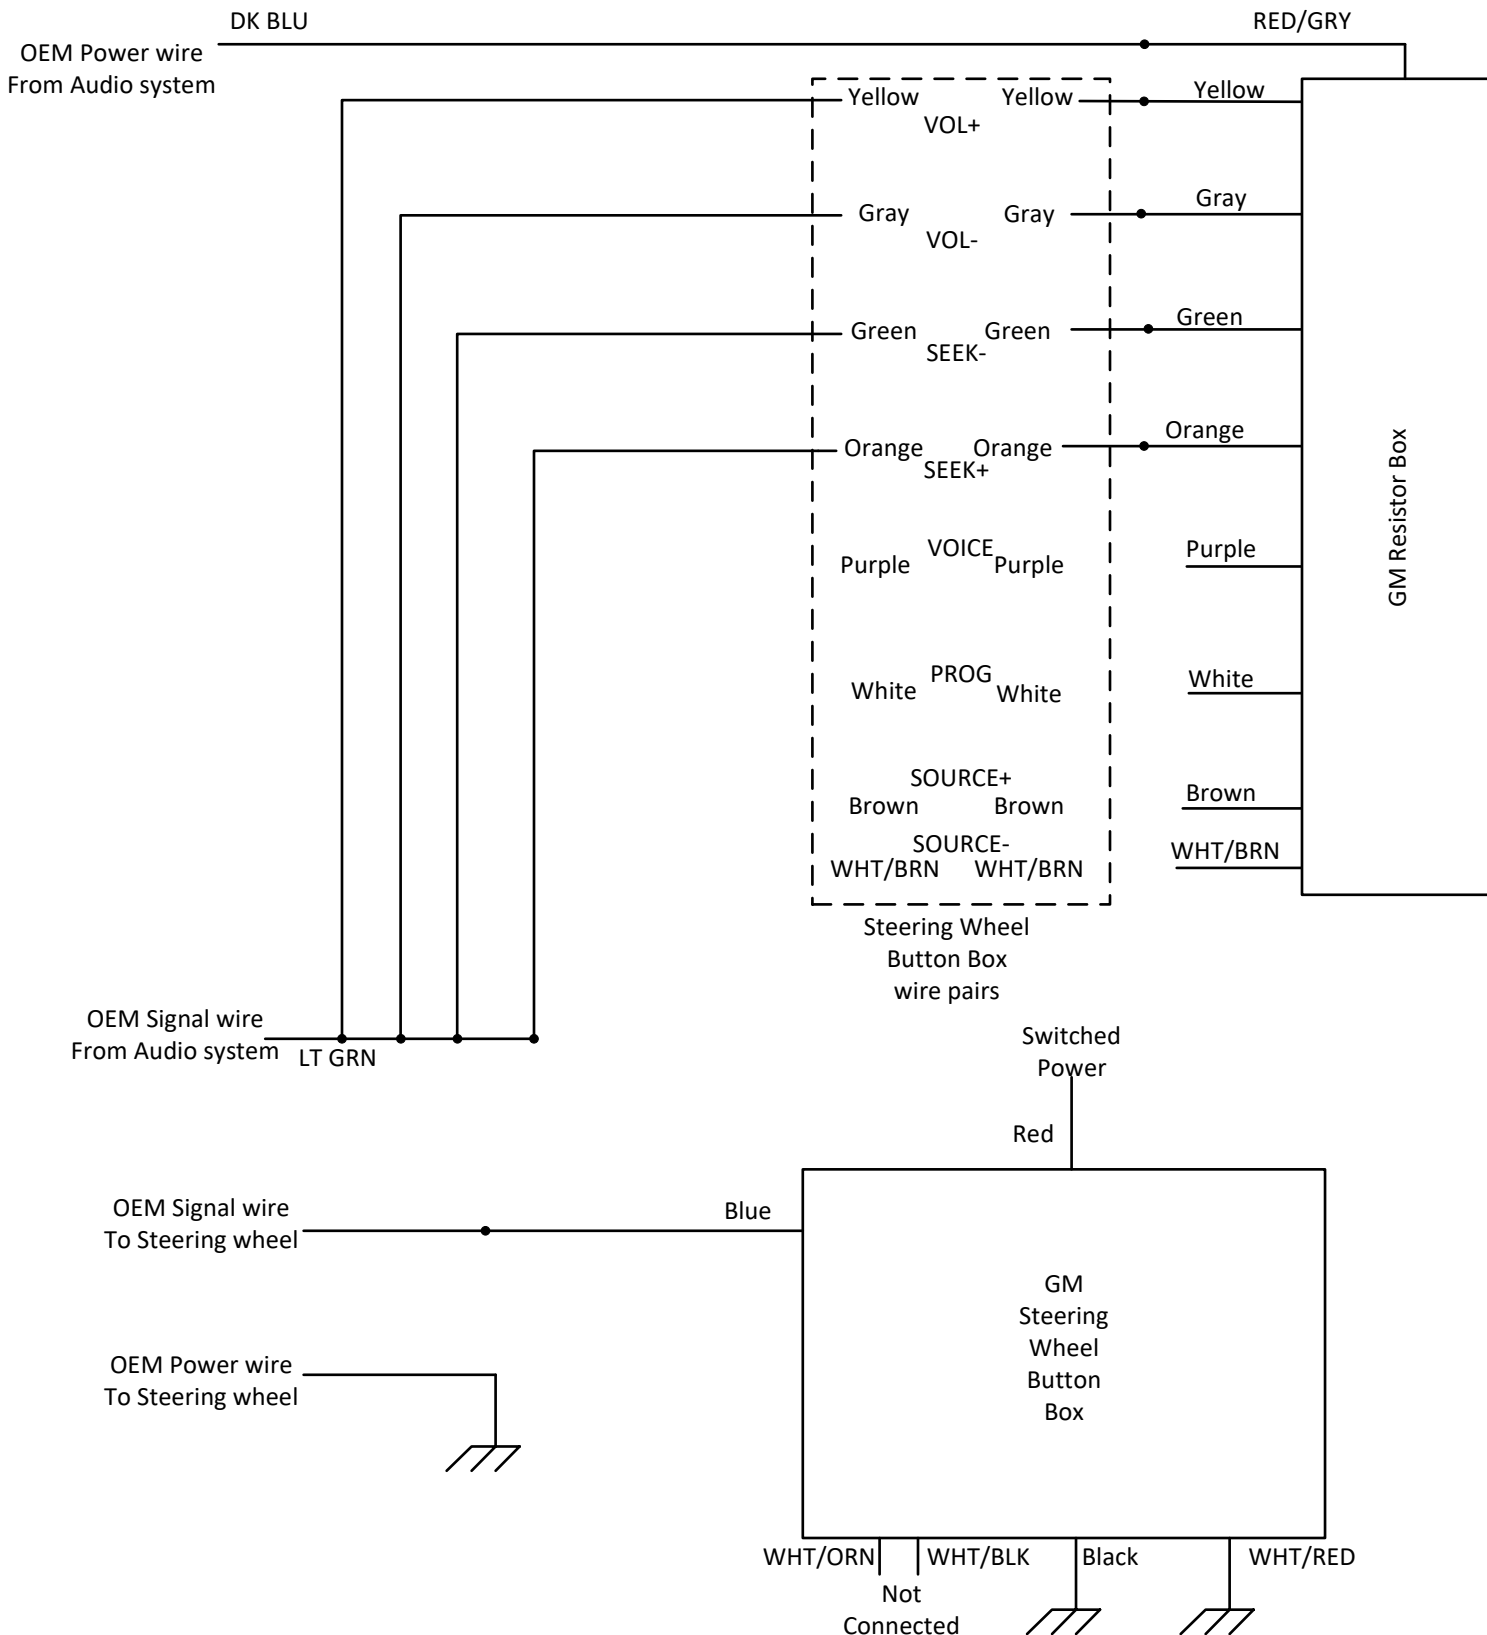 DK BLU
RED/GRY
OEM Power wire
From Audio system
Yellow
Yellow
Yellow
VOL+
Gray
Gray
Gray
VOL-
Green
Green
Green
SEEK-
Orange
Orange
Orange
SEEK+
VOICE
Purple
Purple
Purple
PROG
White
White
White
SOURCE+
Brown
Brown
Brown
SOURCE-
WHT/BRN
WHT/BRN
WHT/BRN
GM Resistor Box
Steering Wheel
Button Box
wire pairs
OEM Signal wire
From Audio system
LT GRN
Switched
Power
Red
OEM Signal wire
To Steering wheel
Blue
GM
Steering
Wheel
Button
Box
OEM Power wire
To Steering wheel
WHT/ORN
WHT/BLK
Black
WHT/RED
Not
Connected